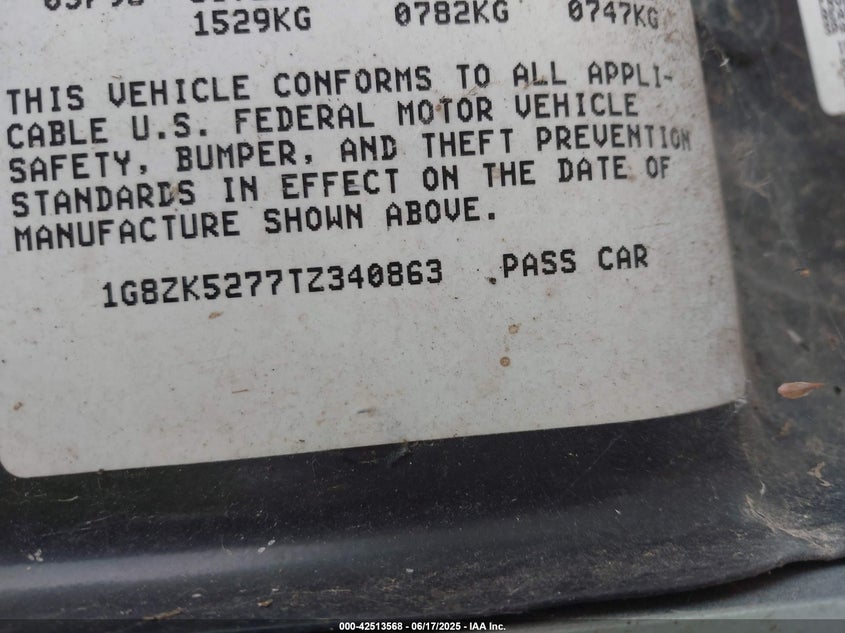 1529KG 0782KG 0747KG
THIS VEHICLE CONFORMS TO ALL APPLI-
CABLE U.S. FEDERAL MOTOR VEHICLE
SAFETY, BUMPER, AND THEFT PREVENTION
STANDARDS IN EFFECT ON THE DATE OF
MANUFACTURE SHOWN ABOVE.
1G8ZK5277TZ340863 .PASS CAR
000-42513568 - 06/17/2025 - IAA Inc.